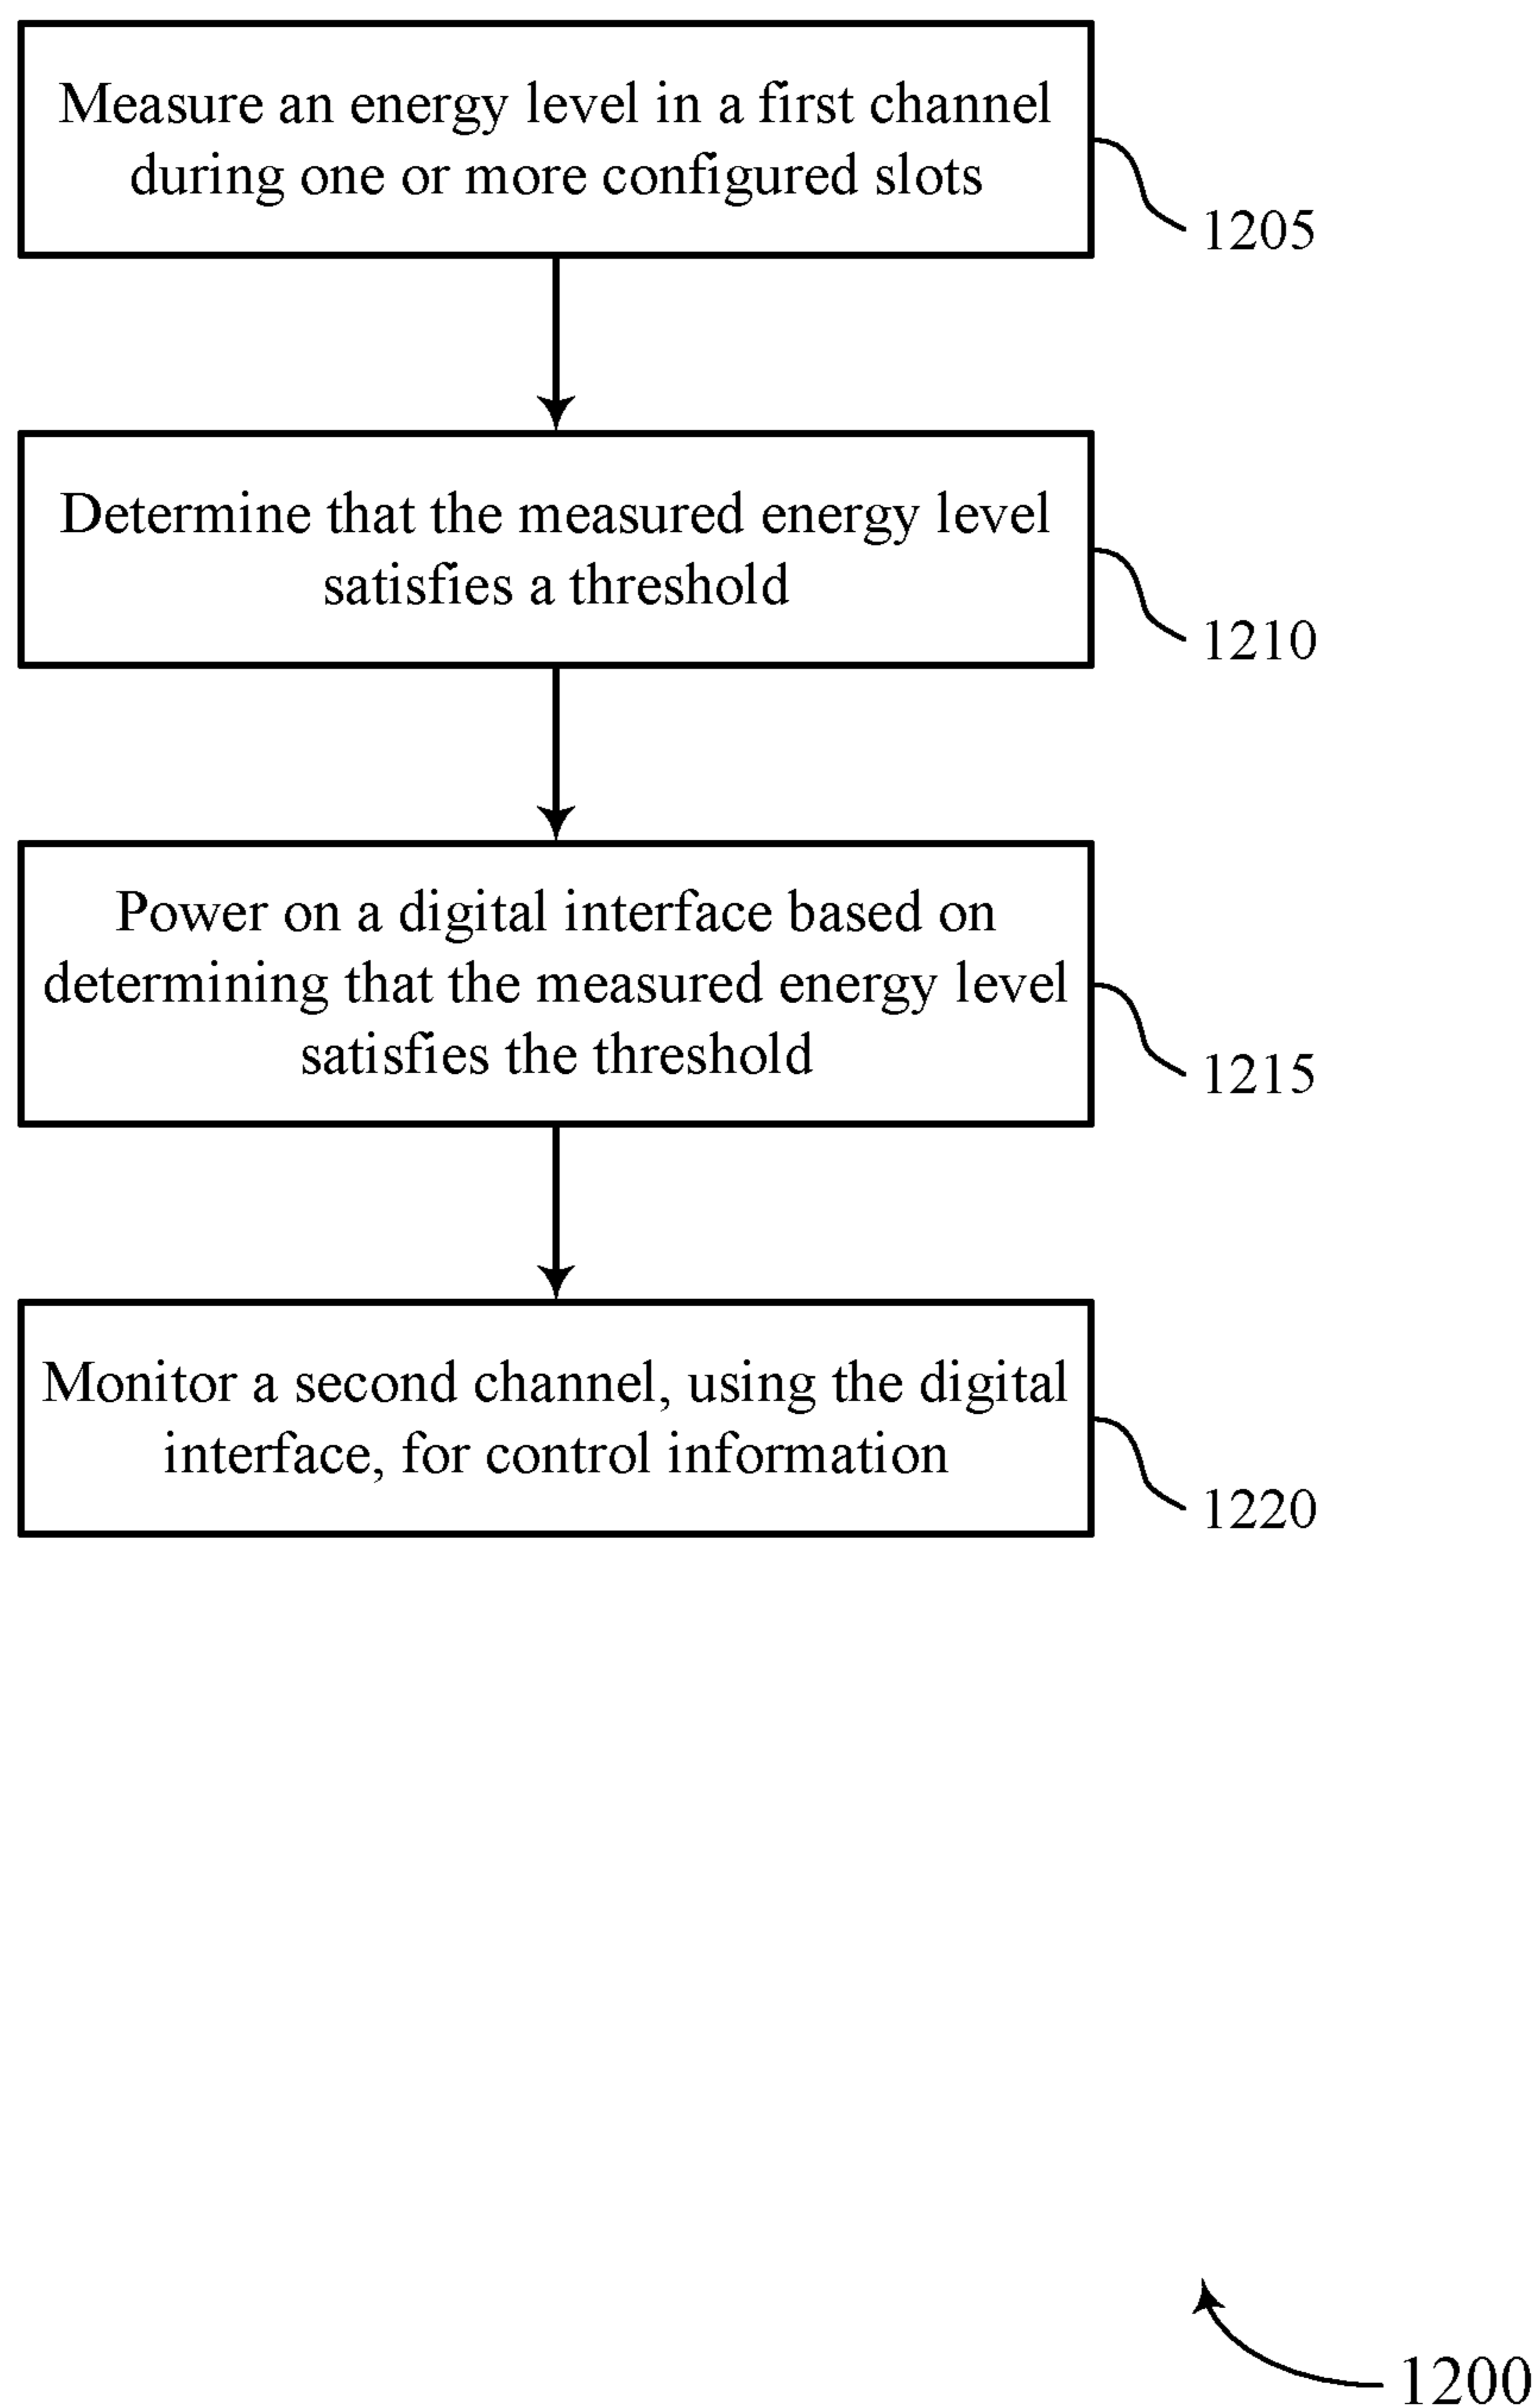 Measure an energy level in a first channel
during one or more configured slots
1205
Determine that the measured energy level
satisfies a threshold
1210
Power on a digital interface based on
determining that the measured energy level
satisfies the threshold
1215
Monitor a second channel, using the digital
interface, for control information
1220
1200